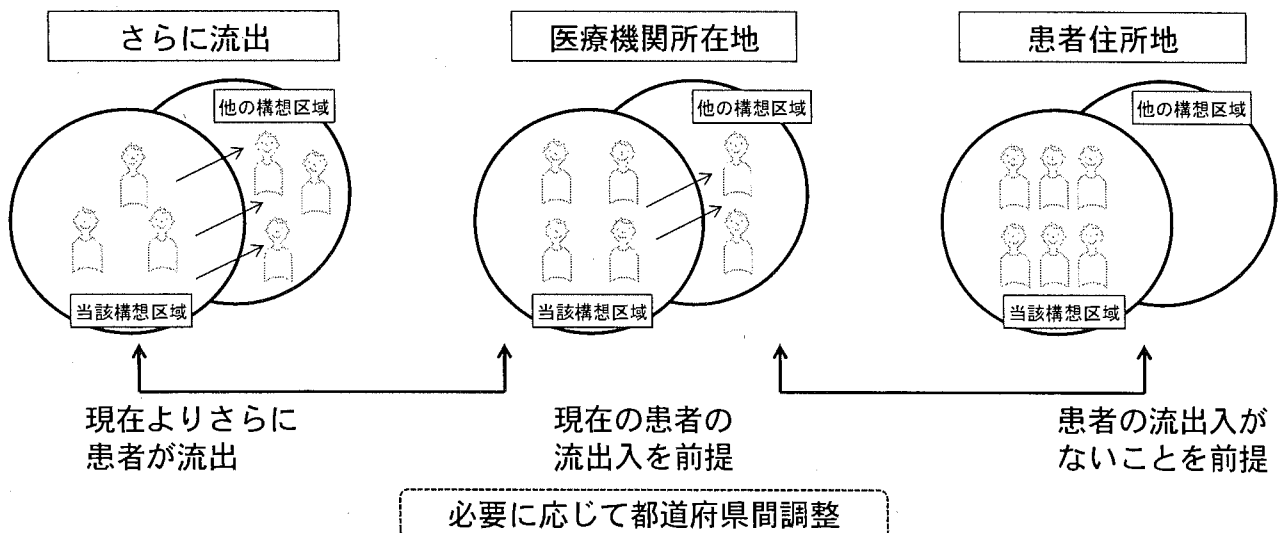 さらに流出
医療機関所在地
患者住所地
他の構想区域
他の構想区域
他の構想区域
当該構想区域
当該構想区域
当該構想区域
現在よりさらに
患者が流出
現在の患者の
流出入を前提
患者の流出入が
ないことを前提
必要に応じて都道府県間調整